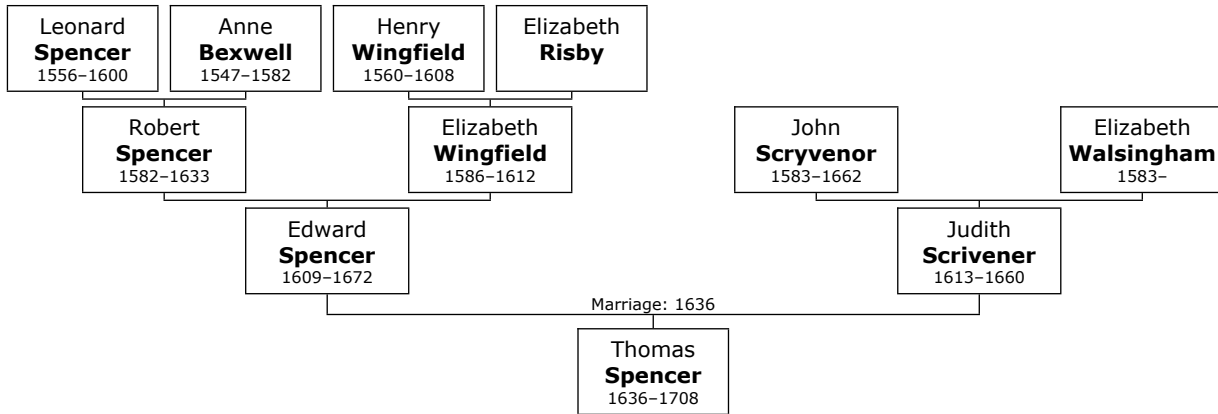 Leonard
Spencer
1556–1600
Anne
Bexwell
1547–1582
Henry
Wingfield
1560–1608
Elizabeth
Risby
Robert
Spencer
1582–1633
Elizabeth
Wingfield
1586–1612
John
Scryvenor
1583–1662
Elizabeth
Walsingham
1583–
Edward
Spencer
1609–1672
Judith
Scrivener
1613–1660
Marriage: 1636
Thomas
Spencer
1636–1708